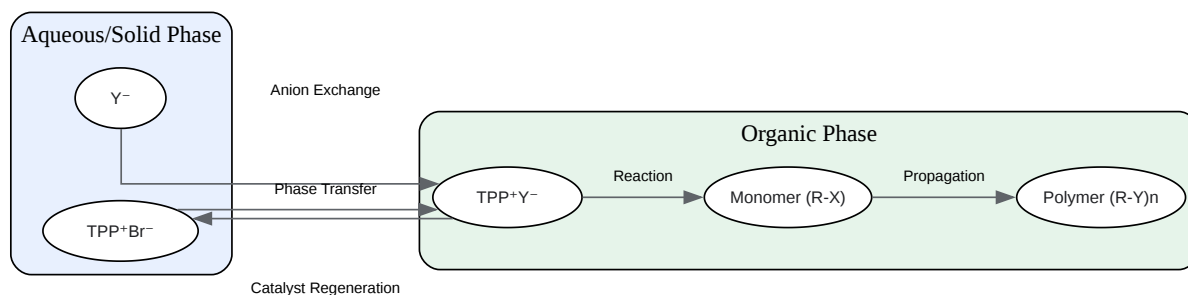 Aqueous/Solid Phase
Y⁻
Anion Exchange
Organic Phase
Phase Transfer
TPP⁺Y⁻
Reaction
Monomer (R-X)
Propagation
Polymer (R-Y)n
TPP⁺Br⁻
Catalyst Regeneration